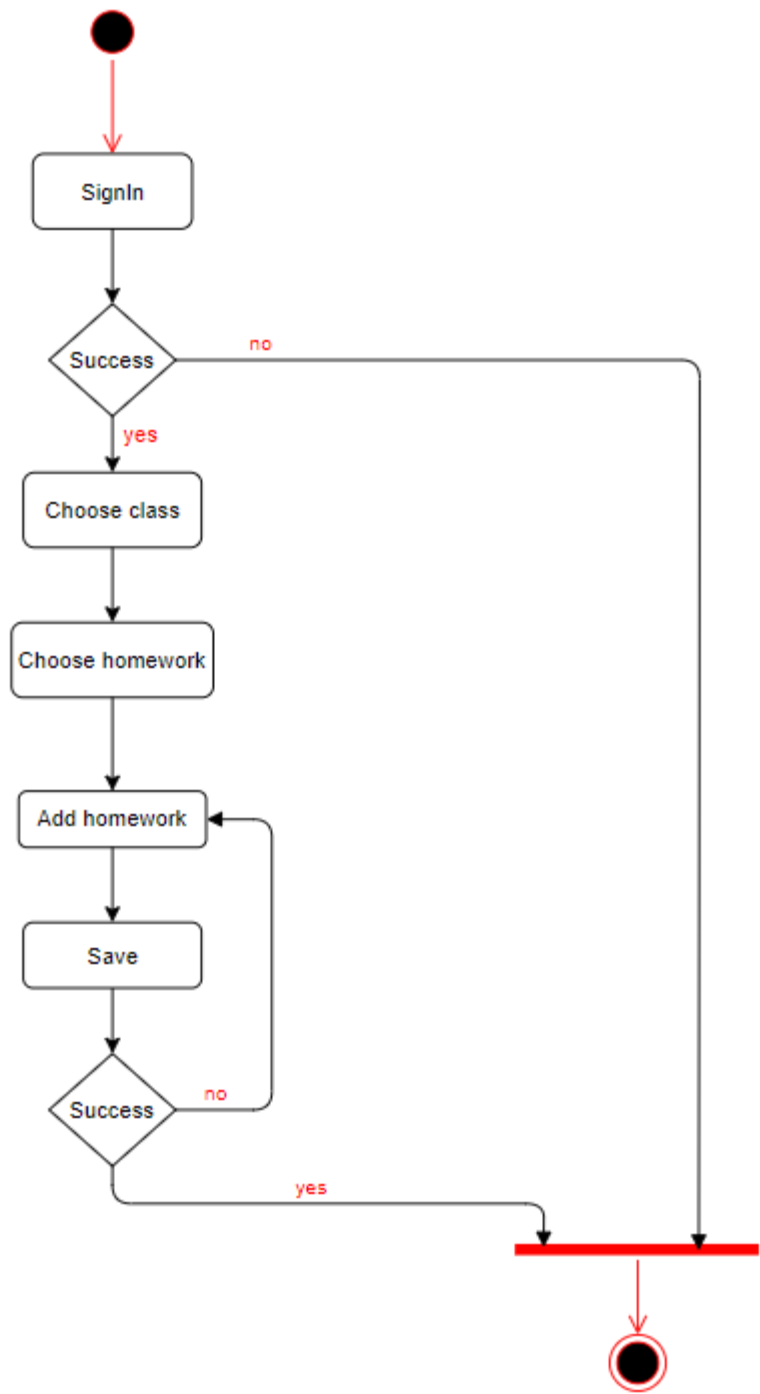 SignIn
Success
no
yes
Choose class
Choose homework
Add homework
Save
Success
no
yes